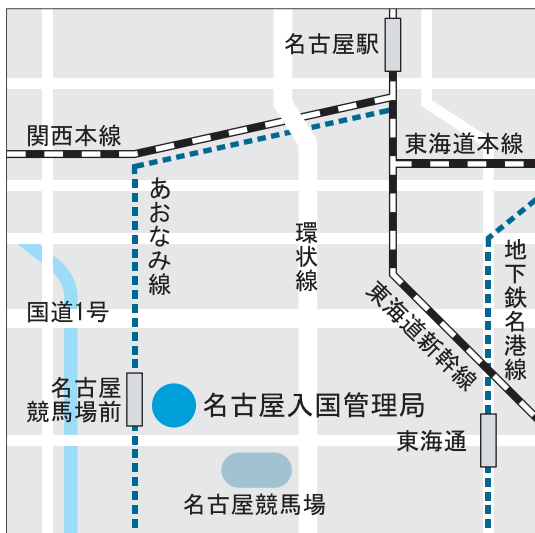 名古屋駅
関西本線
東海道本線
あおなみ線
環状線
地下鉄名港線
国道1号
東海道新幹線
名古屋
競馬場前
名古屋入国管理局
東海通
名古屋競馬場